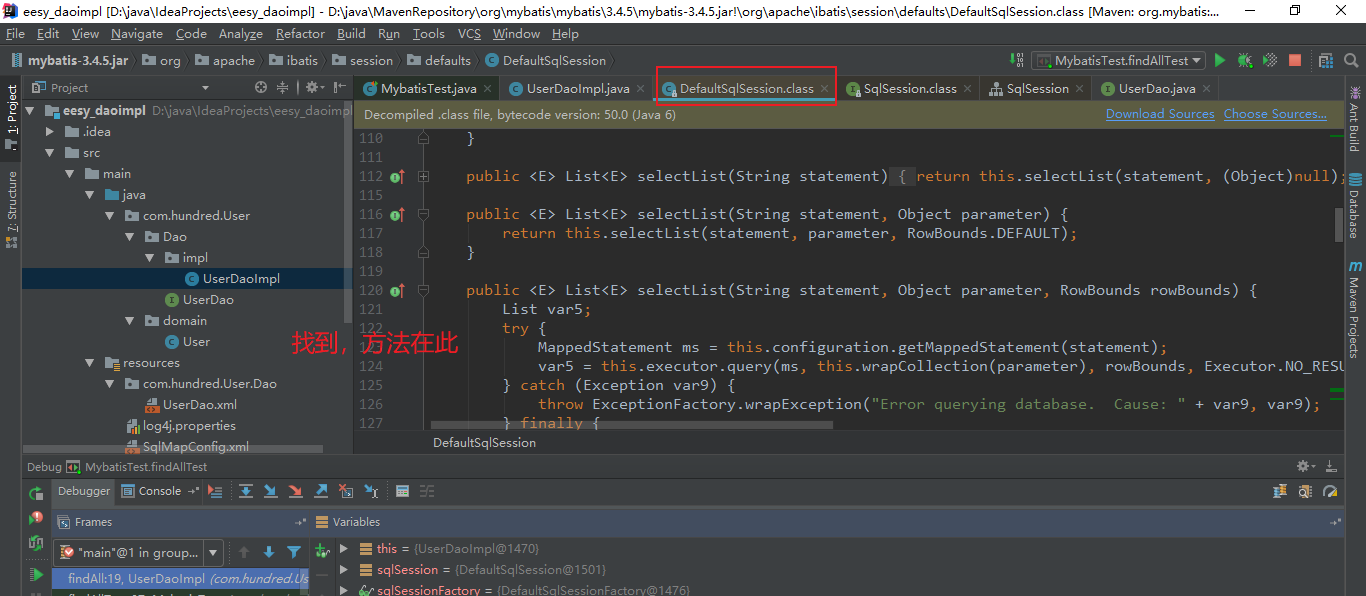 eesy_daoimpl [D:\java\IdeaProjects\eesy_daoimpl] - D:\java\MavenRepository\org\mybatis\mybatis\3.4.5\mybatis-3.4.5.jar!\org\apache\ibatis\session\defaults\DefaultSqlSession.class [Maven: org.mybatis:...
File Edit View Navigate Code Analyze Refactor Build Run Tools VCS Window Help
mybatis-3.4.5.jar org apache ibatis session defaults DefaultSqlSession MybatisTest.findAllTest
1: Project
7: Structure
Project
MybatisTest.java UserDaoImpl.java DefaultSqlSession.class SqlSession.class SqlSession UserDao.java
Decompiled .class file, bytecode version: 50.0 (Java 6) Download Sources Choose Sources...
eesy_daoimpl D:\java\IdeaProjects\eesy_daoimpl
.idea
src
main
java
com.hundred.User
Dao
impl
UserDaoImpl
UserDao
domain
User
resources
com.hundred.User.Dao
UserDao.xml
log4j.properties
SqlMapConfig.xml
找到，方法在此
110 }
111
112 public <E> List<E> selectList(String statement) { return this.selectList(statement, (Object)null);
115
116 public <E> List<E> selectList(String statement, Object parameter) {
117 return this.selectList(statement, parameter, RowBounds.DEFAULT);
118 }
119
120 public <E> List<E> selectList(String statement, Object parameter, RowBounds rowBounds) {
121 List var5;
122 try {
123 MappedStatement ms = this.configuration.getMappedStatement(statement);
124 var5 = this.executor.query(ms, this.wrapCollection(parameter), rowBounds, Executor.NO_RESU
125 } catch (Exception var9) {
126 throw ExceptionFactory.wrapException("Error querying database.  Cause: " + var9, var9);
127 } finally {
DefaultSqlSession
Ant Build
Database
Maven Projects
Debug MybatisTest.findAllTest
Debugger Console
Frames Variables
"main"@1 in group...
findAll:19, UserDaoImpl (com.hundred.Us
this = {UserDaoImpl@1470}
sqlSession = {DefaultSqlSession@1501}
sqlSessionFactory = {DefaultSqlSessionFactory@1476}